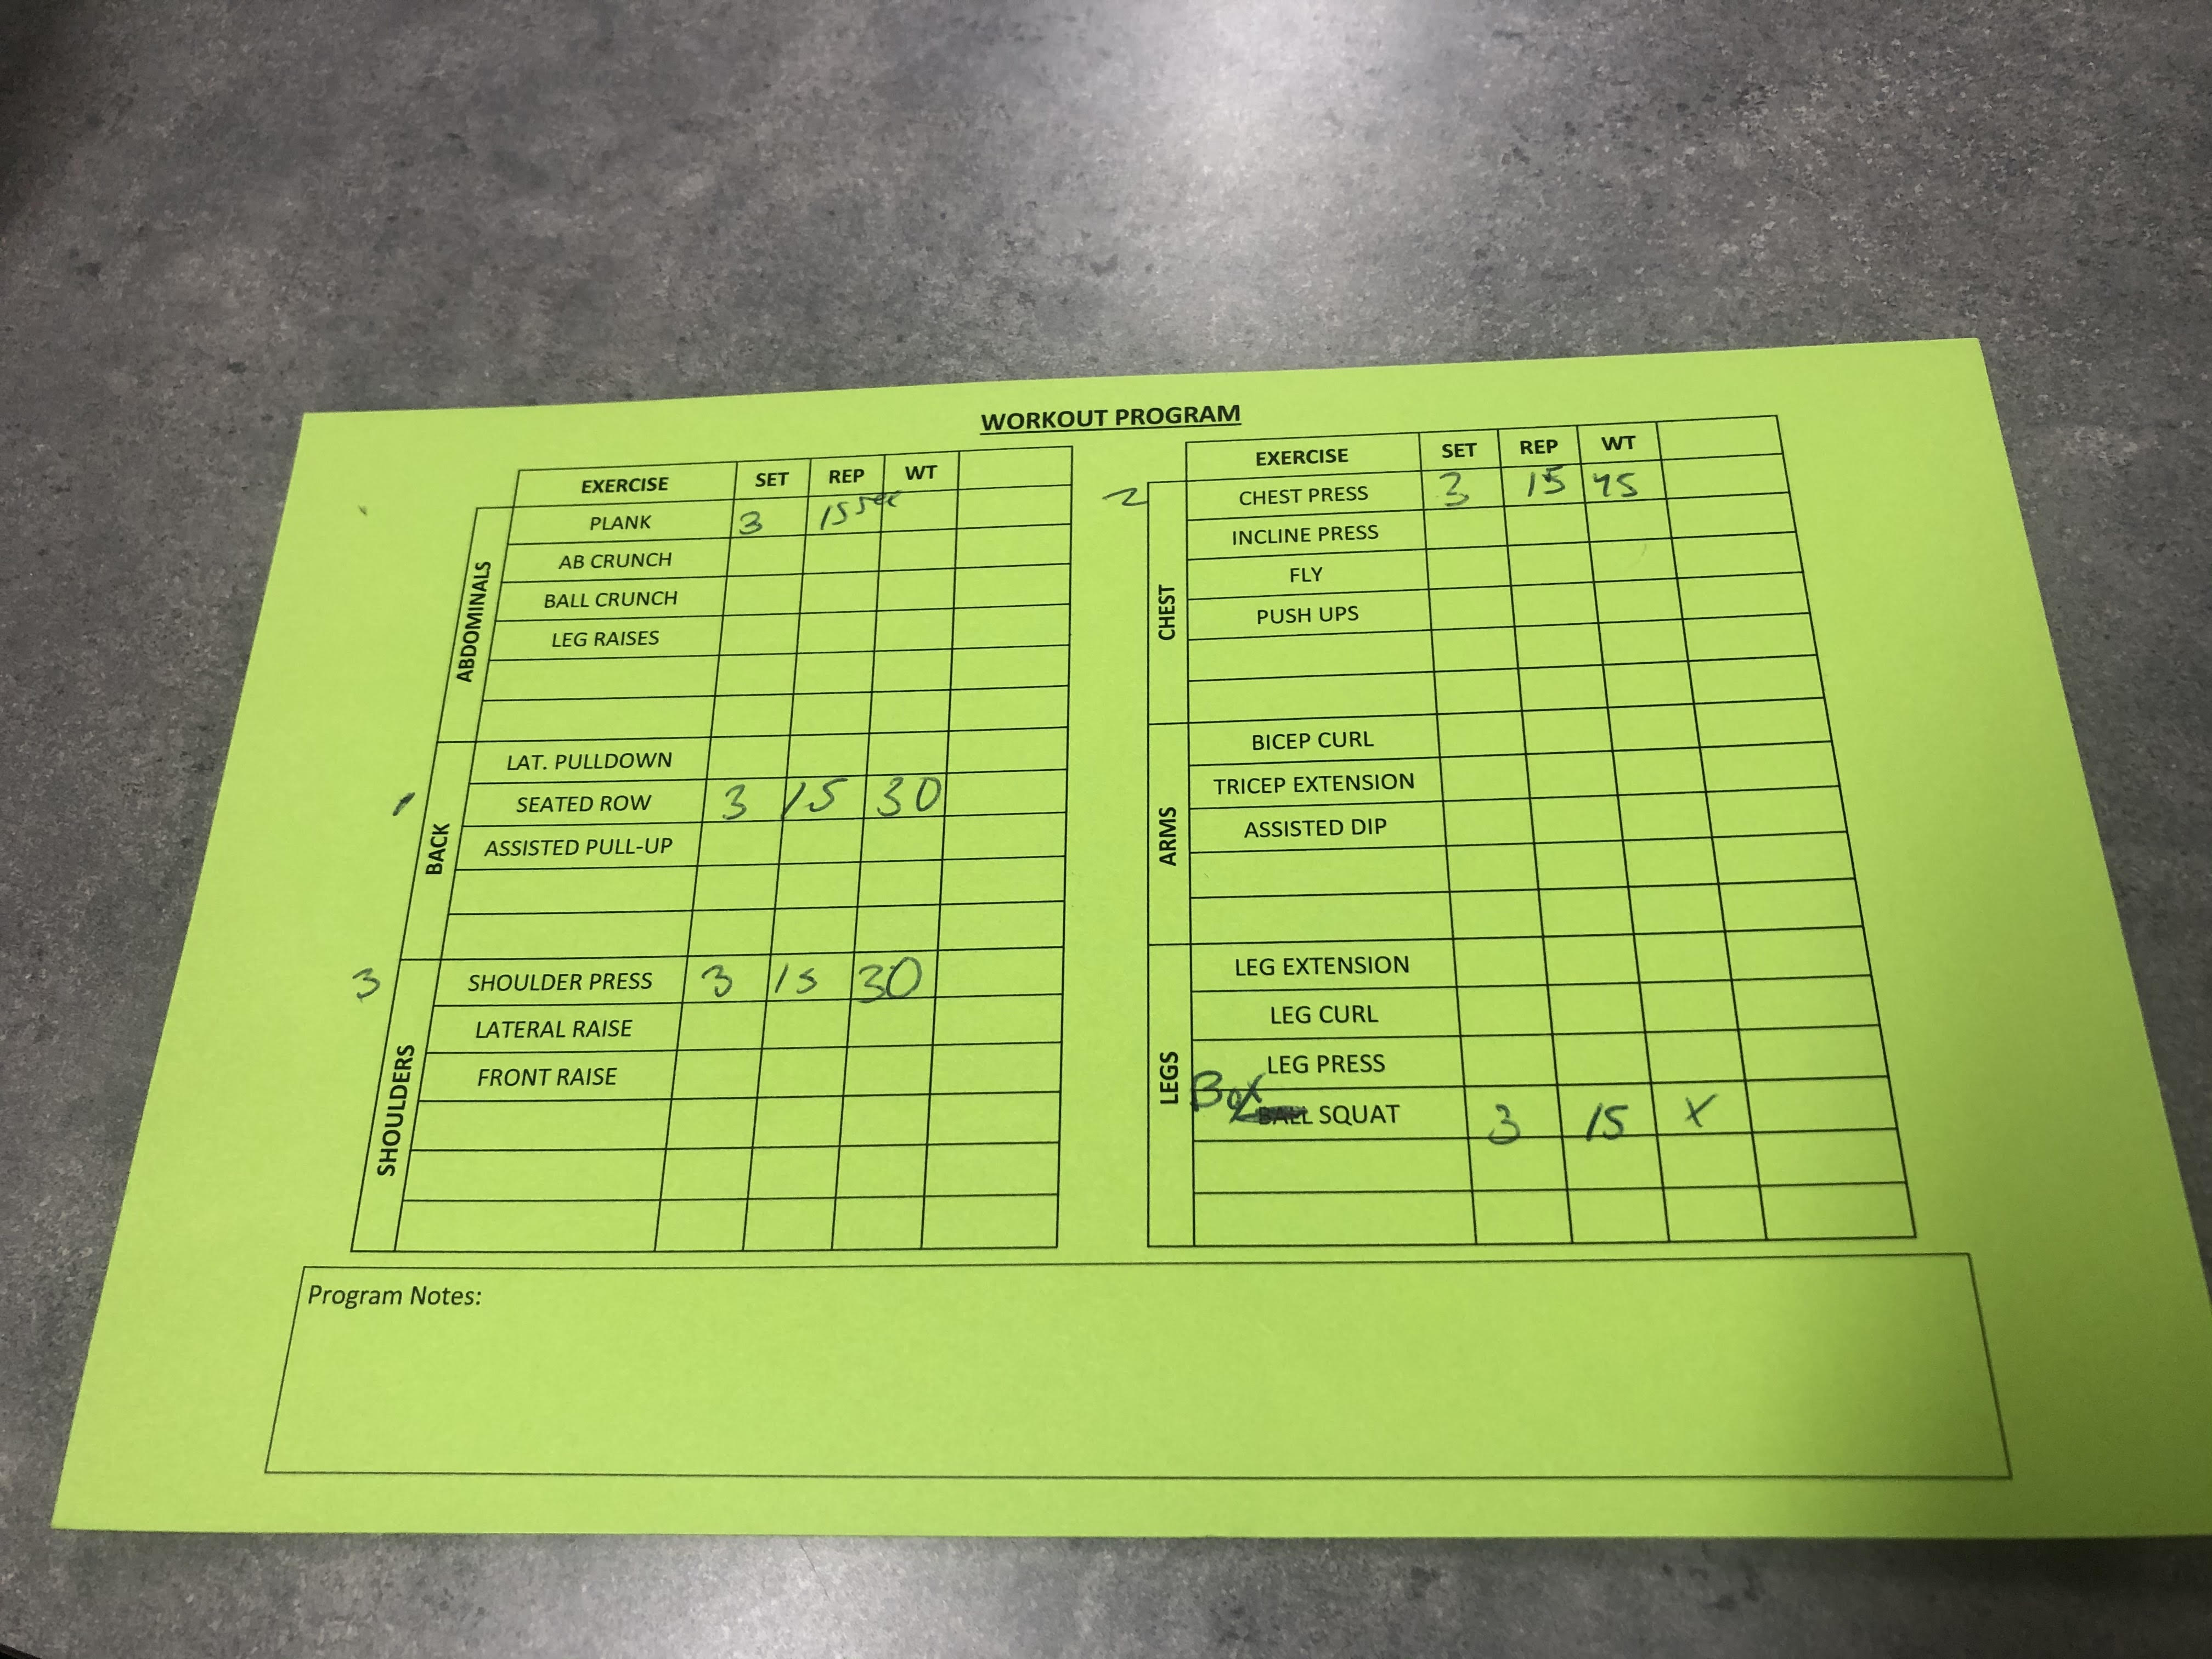 WORKOUT PROGRAM
EXERCISE SET REP WT
ABDOMINALS
PLANK 3 15 sec
AB CRUNCH
BALL CRUNCH
LEG RAISES
BACK
LAT. PULLDOWN
1 SEATED ROW 3 15 30
ASSISTED PULL-UP
SHOULDERS
3 SHOULDER PRESS 3 15 30
LATERAL RAISE
FRONT RAISE
EXERCISE SET REP WT
CHEST
2 CHEST PRESS 3 15 45
INCLINE PRESS
FLY
PUSH UPS
ARMS
BICEP CURL
TRICEP EXTENSION
ASSISTED DIP
LEGS
LEG EXTENSION
LEG CURL
LEG PRESS
Box BALL SQUAT 3 15 X
Program Notes: